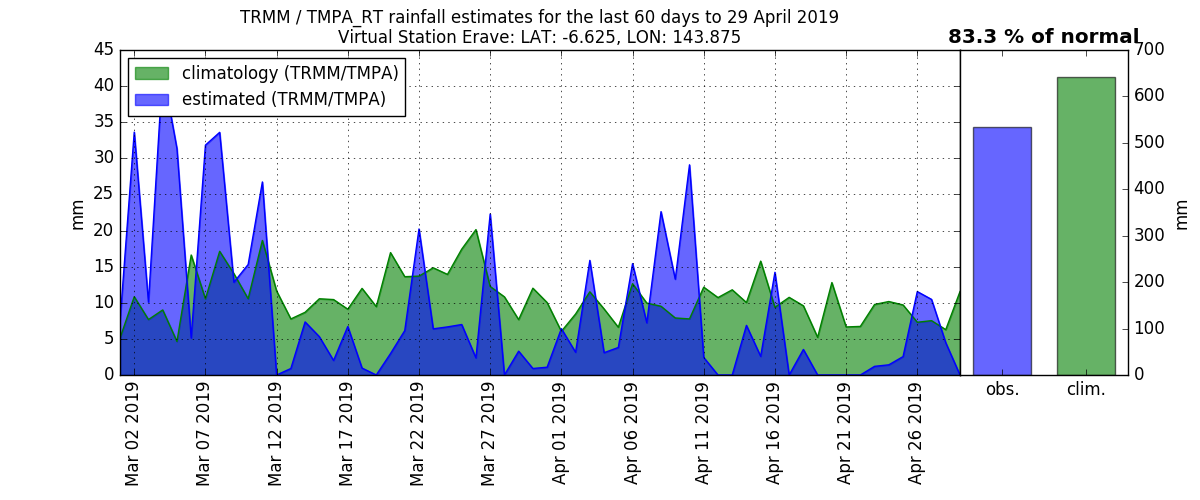 TRMM / TMPA_RT rainfall estimates for the last 60 days to 29 April 2019
Virtual Station Erave: LAT: -6.625, LON: 143.875
83.3 % of normal
climatology (TRMM/TMPA)
estimated (TRMM/TMPA)
mm
45
40
35
30
25
20
15
10
5
0
Mar 02 2019
Mar 07 2019
Mar 12 2019
Mar 17 2019
Mar 22 2019
Mar 27 2019
Apr 01 2019
Apr 06 2019
Apr 11 2019
Apr 16 2019
Apr 21 2019
Apr 26 2019
obs.
clim.
700
600
500
400
300
200
100
0
mm